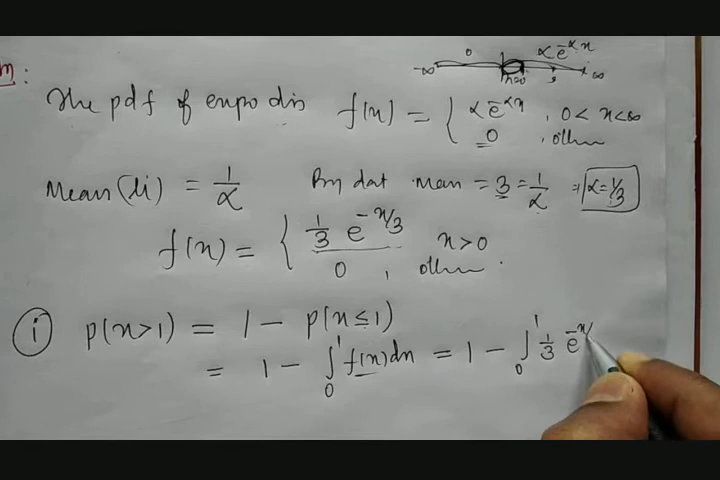 m:
-∞ 0 n=0 3 ∞ αe^{-αx}
The pdf of expo dis f(x) = { αe^{-αx} , 0 < x < ∞
0 , other
Mean(μ) = 1/α By dat Mean = 3 = 1/α ⇒ α = 1/3
f(x) = { 1/3 e^{-x/3} x > 0
0 , other .
(i) P(x>1) = 1 - P(x ≤ 1)
= 1 - ∫_0^1 f(x)dx = 1 - ∫_0^1 1/3 e^{-x/